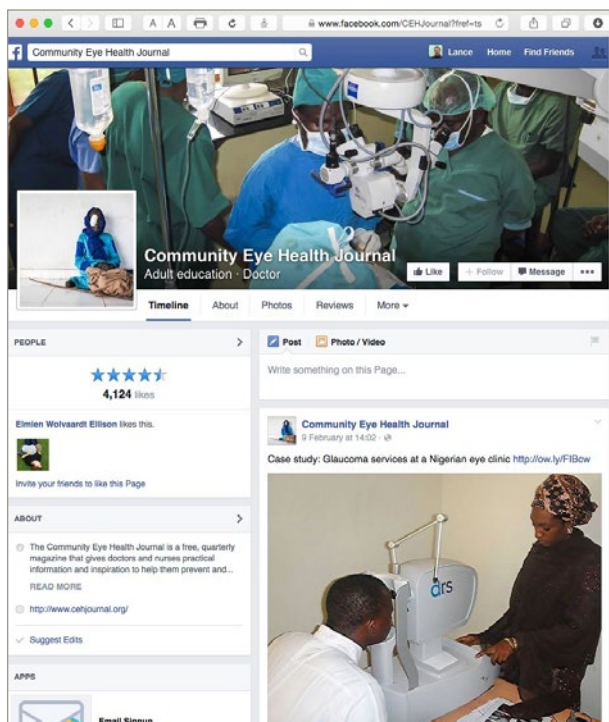 A A
www.facebook.com/CEHJournal?fref=ts
Community Eye Health Journal
Lance Home Find Friends
Community Eye Health Journal
Adult education · Doctor
Like + Follow Message •••
Timeline About Photos Reviews More
PEOPLE
4,124 likes
Elmien Wolvaardt Ellison likes this.
Invite your friends to like this Page
ABOUT
The Community Eye Health Journal is a free, quarterly
magazine that gives doctors and nurses practical
information and inspiration to help them prevent and...
READ MORE
http://www.cehjournal.org/
Suggest Edits
APPS
Email Signup
Post Photo / Video
Write something on this Page...
Community Eye Health Journal
9 February at 14:02 ·
Case study: Glaucoma services at a Nigerian eye clinic http://ow.ly/FIBcw
drs